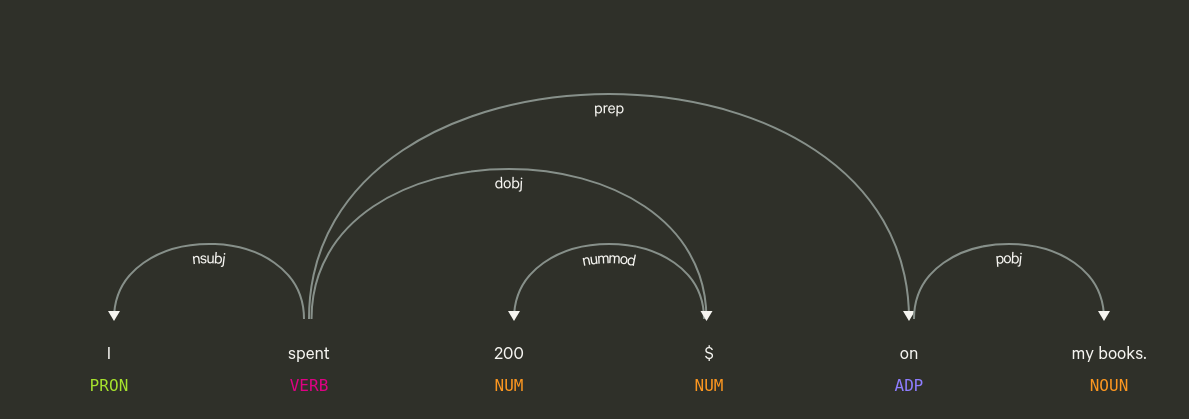 prep
dobj
nsubj nummod pobj
I spent 200 $ on my books.
PRON VERB NUM NUM ADP NOUN